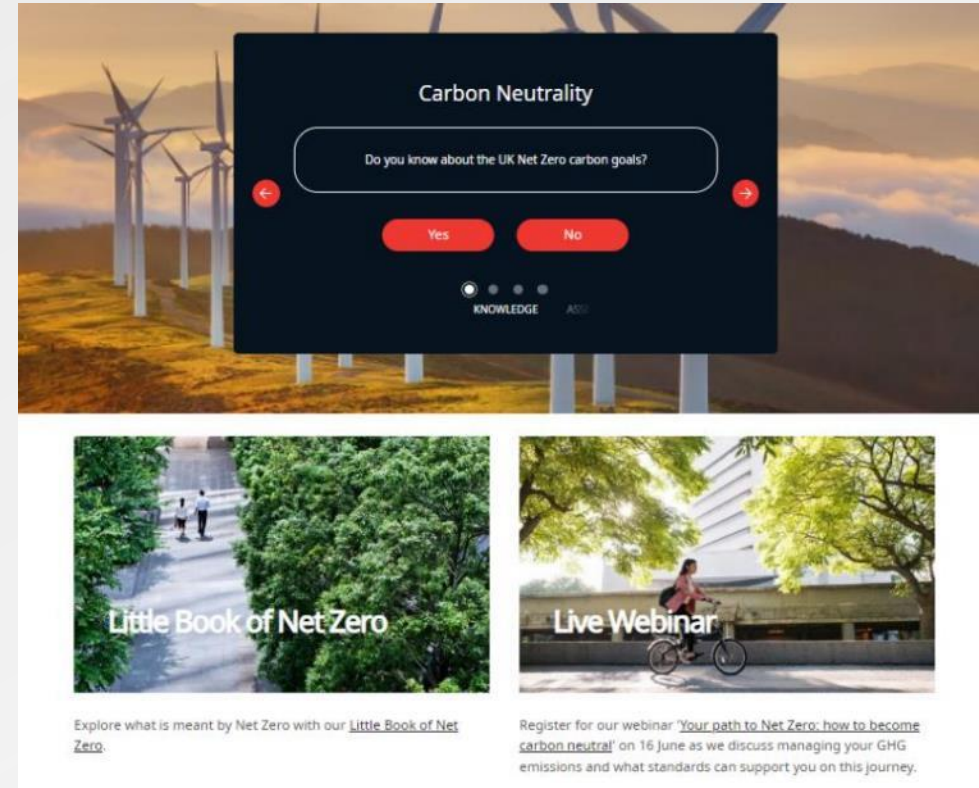 Carbon Neutrality
Do you know about the UK Net Zero carbon goals?
Yes
No
KNOWLEDGE
Little Book of Net Zero
Live Webinar
Explore what is meant by Net Zero with our Little Book of Net
Zero.
Register for our webinar 'Your path to Net Zero: how to become
carbon neutral' on 16 June as we discuss managing your GHG
emissions and what standards can support you on this journey.